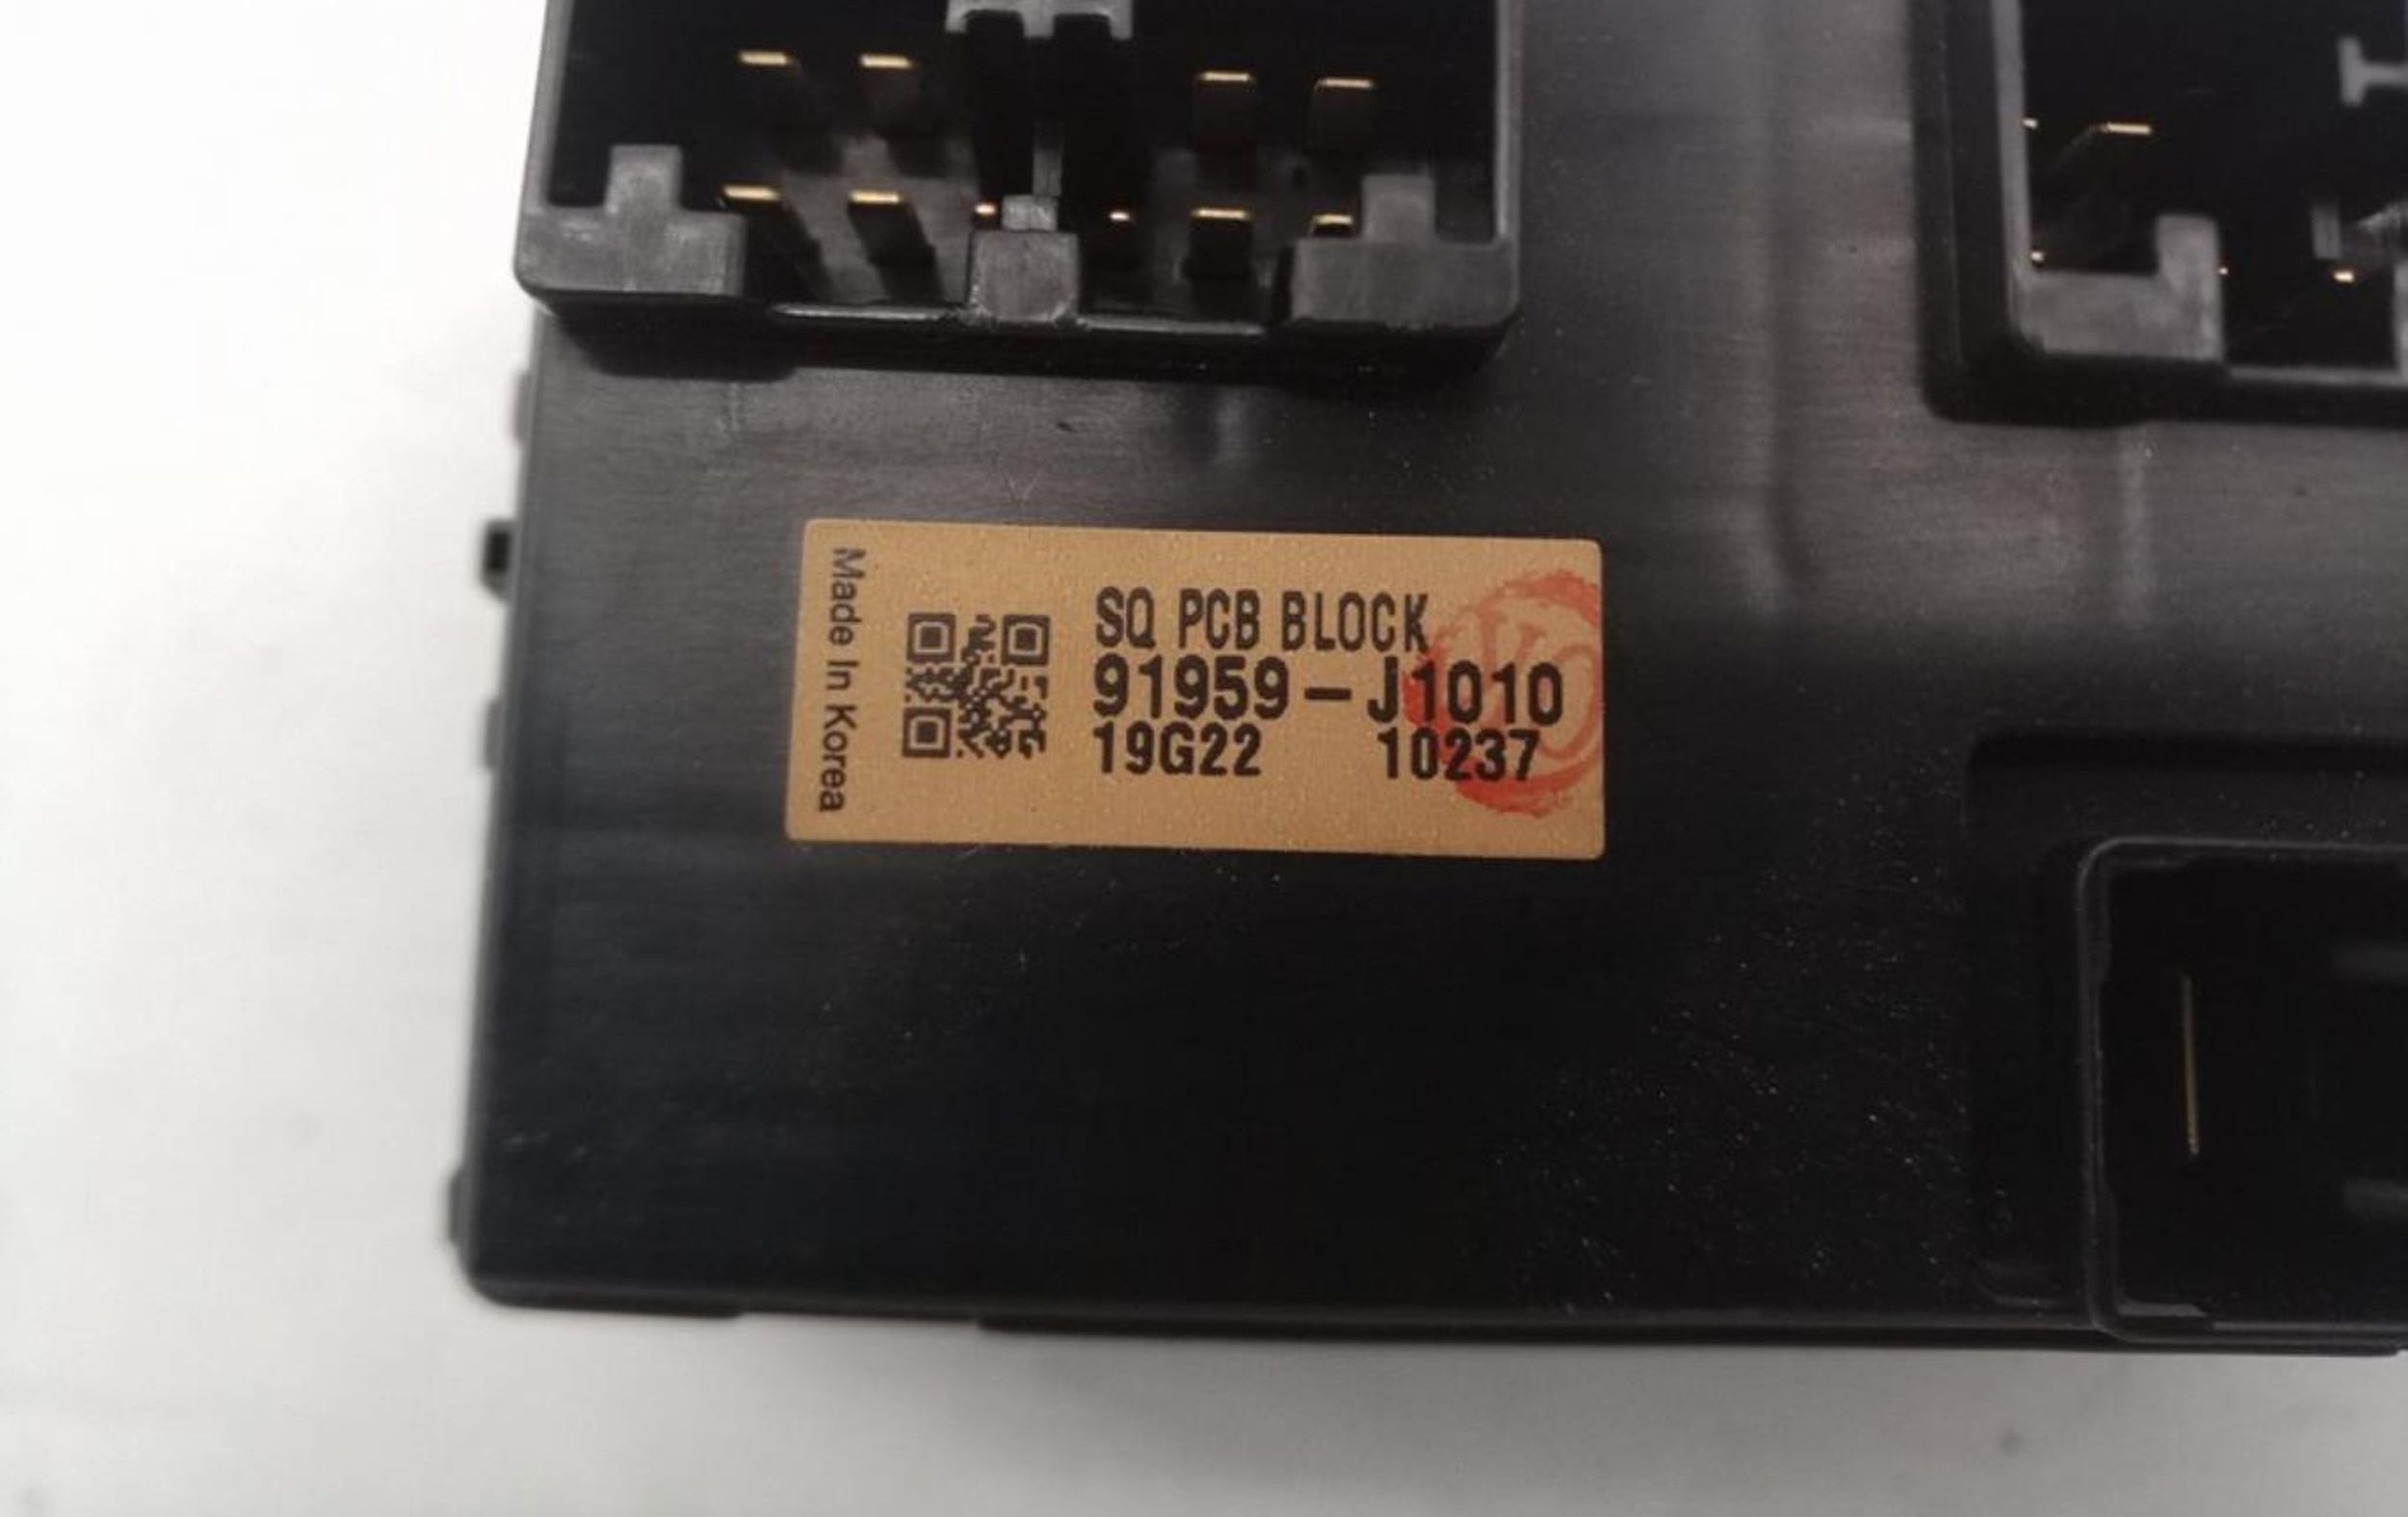 Made In Korea
SQ PCB BLOCK
91959-J1010
19G22 10237